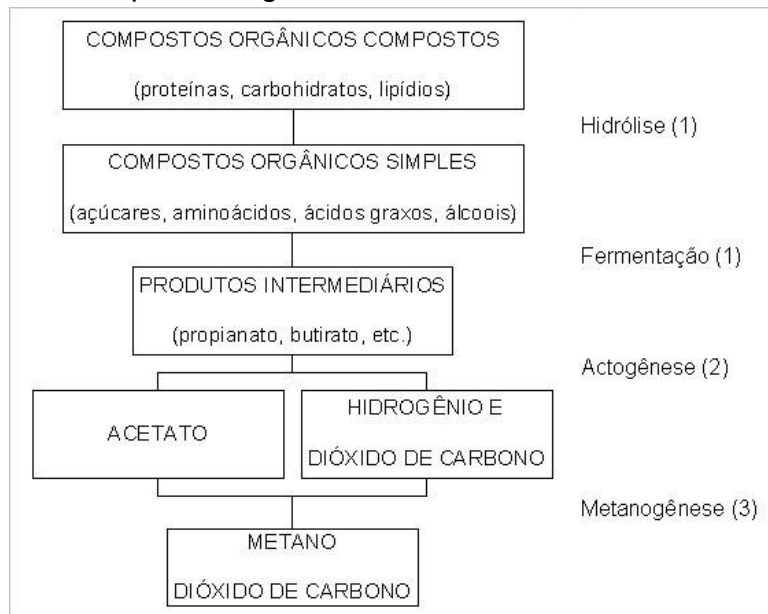 COMPOSTOS ORGÂNICOS COMPOSTOS
(proteínas, carbohidratos, lipídios)
Hidrólise (1)
COMPOSTOS ORGÂNICOS SIMPLES
(açúcares, aminoácidos, ácidos graxos, álcoois)
Fermentação (1)
PRODUTOS INTERMEDIÁRIOS
(propianato, butirato, etc.)
Actogênese (2)
ACETATO
HIDROGÊNIO E
DIÓXIDO DE CARBONO
Metanogênese (3)
METANO
DIÓXIDO DE CARBONO